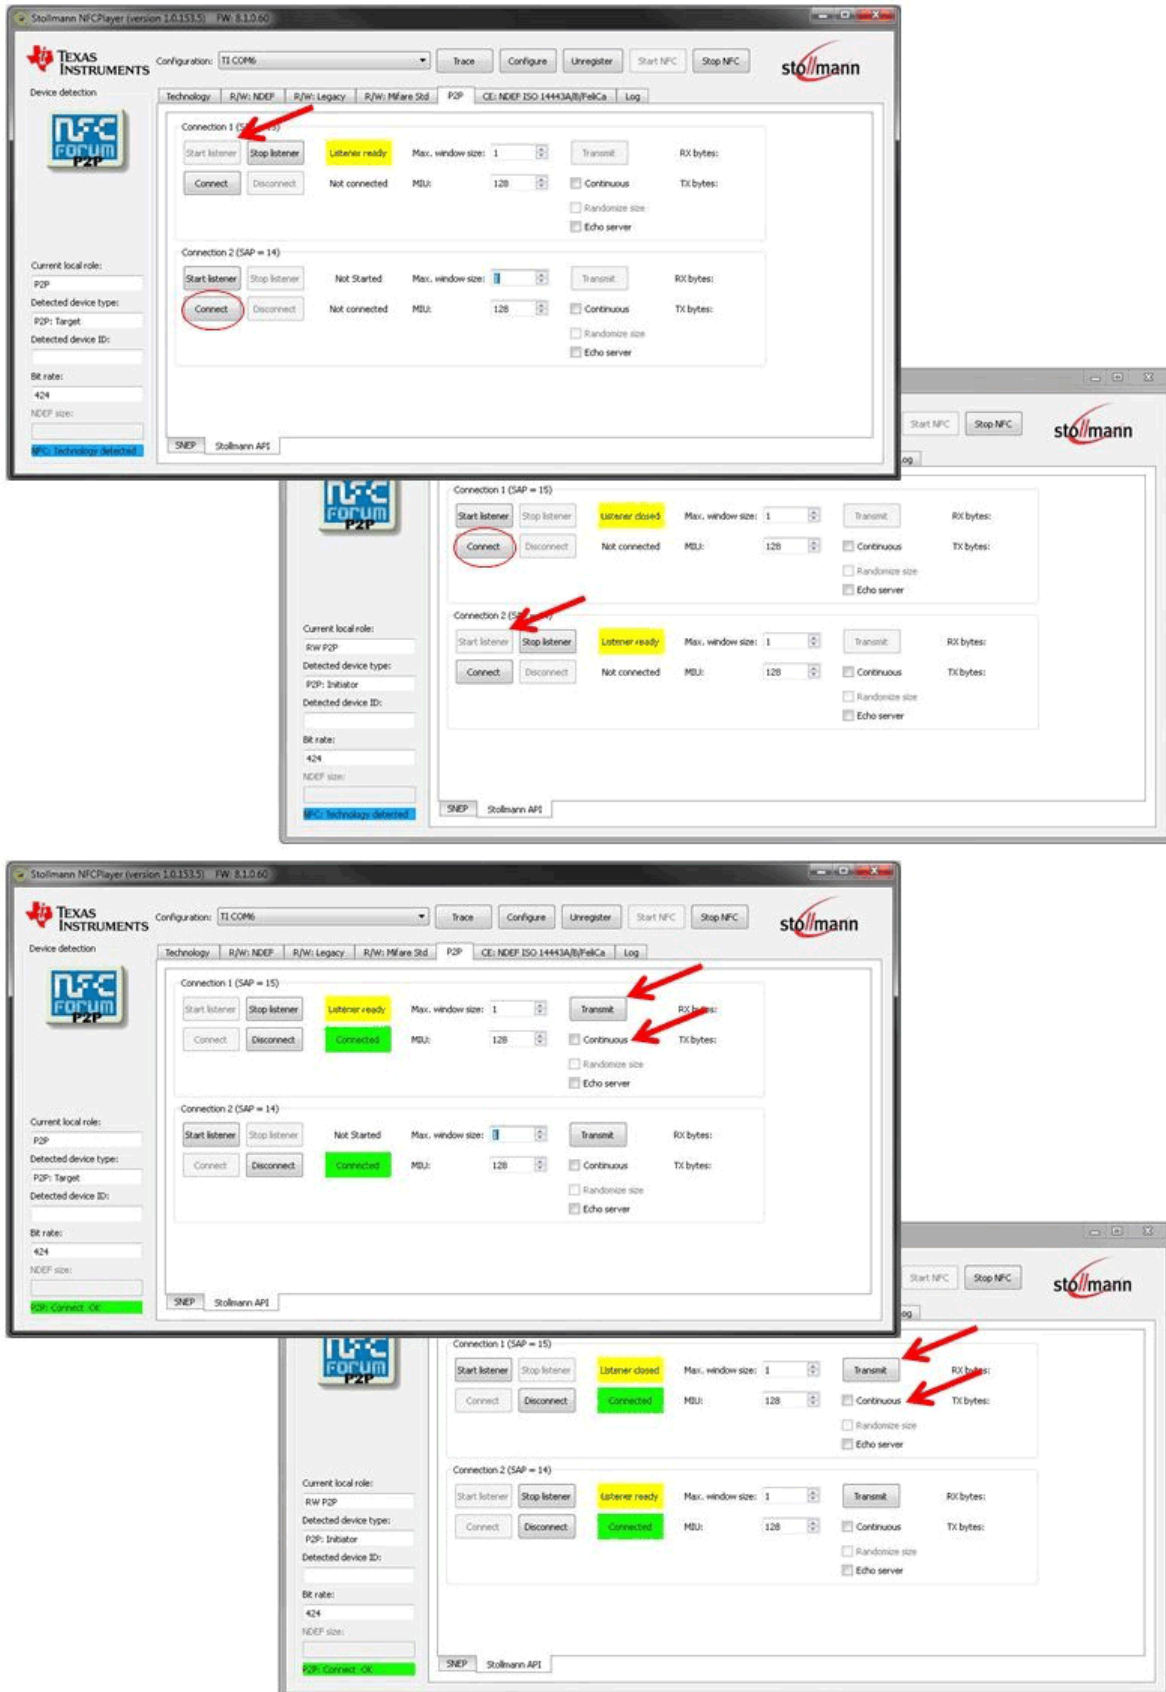 Stollmann NFCPlayer (version 1.0.153.5) FW: 8.1.0.60
TEXAS INSTRUMENTS
Configuration: TI COM6 Trace Configure Unregister Start NFC Stop NFC
stollmann
Device detection
Technology R/W: NDEF R/W: Legacy R/W: Mifare Std P2P CE: NDEF ISO 14443A/B/FeliCa Log
NFC FORUM P2P
Connection 1 (
Start listener Stop listener Listener ready Max. window size: 1 Transmit RX bytes:
Connect Disconnect Not connected MIU: 128 Continuous TX bytes:
Randomize size
Echo server
Connection 2 (SAP = 14)
Start listener Stop listener Not Started Max. window size: Transmit RX bytes:
Connect Disconnect Not connected MIU: 128 Continuous TX bytes:
Randomize size
Echo server
Current local role:
P2P
Detected device type:
P2P: Target
Detected device ID:
Bit rate:
424
NDEF size:
NFC: Technology detected
SNEP Stollmann API
Start NFC Stop NFC
stollmann
og
NFC FORUM P2P
Connection 1 (SAP = 15)
Start listener Stop listener Listener closed Max. window size: 1 Transmit RX bytes:
Connect Disconnect Not connected MIU: 128 Continuous TX bytes:
Randomize size
Echo server
Connection 2 (
Start listener Stop listener Listener ready Max. window size: 1 Transmit RX bytes:
Connect Disconnect Not connected MIU: 128 Continuous TX bytes:
Randomize size
Echo server
Current local role:
RW P2P
Detected device type:
P2P: Initiator
Detected device ID:
Bit rate:
424
NDEF size:
NFC: Technology detected
SNEP Stollmann API
Stollmann NFCPlayer (version 1.0.153.5) FW: 8.1.0.60
TEXAS INSTRUMENTS
Configuration: TI COM6 Trace Configure Unregister Start NFC Stop NFC
stollmann
Device detection
Technology R/W: NDEF R/W: Legacy R/W: Mifare Std P2P CE: NDEF ISO 14443A/B/FeliCa Log
NFC FORUM P2P
Connection 1 (SAP = 15)
Start listener Stop listener Listener ready Max. window size: 1 Transmit RX bytes:
Connect Disconnect Connected MIU: 128 Continuous TX bytes:
Randomize size
Echo server
Connection 2 (SAP = 14)
Start listener Stop listener Not Started Max. window size: Transmit RX bytes:
Connect Disconnect Connected MIU: 128 Continuous TX bytes:
Randomize size
Echo server
Current local role:
P2P
Detected device type:
P2P: Target
Detected device ID:
Bit rate:
424
NDEF size:
P2P: Connect OK
SNEP Stollmann API
Start NFC Stop NFC
stollmann
og
NFC FORUM P2P
Connection 1 (SAP = 15)
Start listener Stop listener Listener closed Max. window size: 1 Transmit RX bytes:
Connect Disconnect Connected MIU: 128 Continuous TX bytes:
Randomize size
Echo server
Connection 2 (SAP = 14)
Start listener Stop listener Listener ready Max. window size: 1 Transmit RX bytes:
Connect Disconnect Connected MIU: 128 Continuous TX bytes:
Randomize size
Echo server
Current local role:
RW P2P
Detected device type:
P2P: Initiator
Detected device ID:
Bit rate:
424
NDEF size:
P2P: Connect OK
SNEP Stollmann API